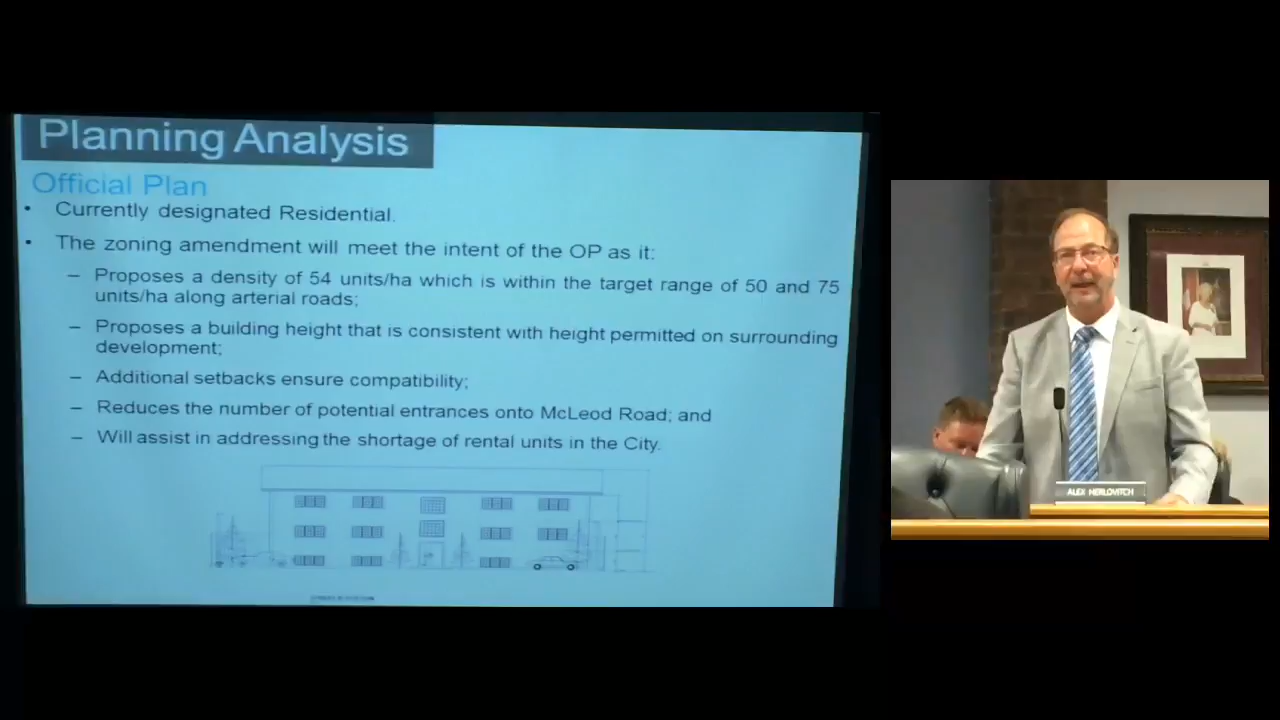 Planning Analysis
Official Plan
• Currently designated Residential.
• The zoning amendment will meet the intent of the OP as it:
– Proposes a density of 54 units/ha which is within the target range of 50 and 75
units/ha along arterial roads;
– Proposes a building height that is consistent with height permitted on surrounding
development;
– Additional setbacks ensure compatibility;
– Reduces the number of potential entrances onto McLeod Road; and
– Will assist in addressing the shortage of rental units in the City.
ALEX HERLOVITCH